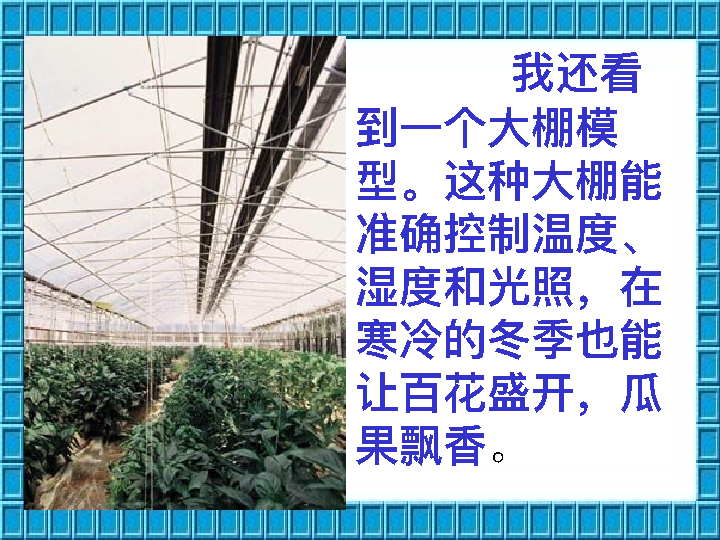 我还看
到一个大棚模
型。这种大棚能
准确控制温度、
湿度和光照，在
寒冷的冬季也能
让百花盛开，瓜
果飘香。